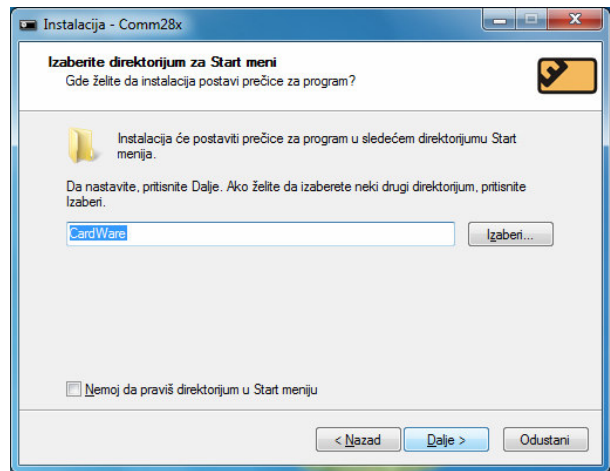 Instalacija - Comm28x
Izaberite direktorijum za Start meni
Gde želite da instalacija postavi prečice za program?
Instalacija će postaviti prečice za program u sledećem direktorijumu Start
menija.
Da nastavite, pritisnite Dalje. Ako želite da izaberete neki drugi direktorijum, pritisnite
Izaberi.
CardWare
Izaberi...
Nemoj da praviš direktorijum u Start meniju
< Nazad
Dalje >
Odustani